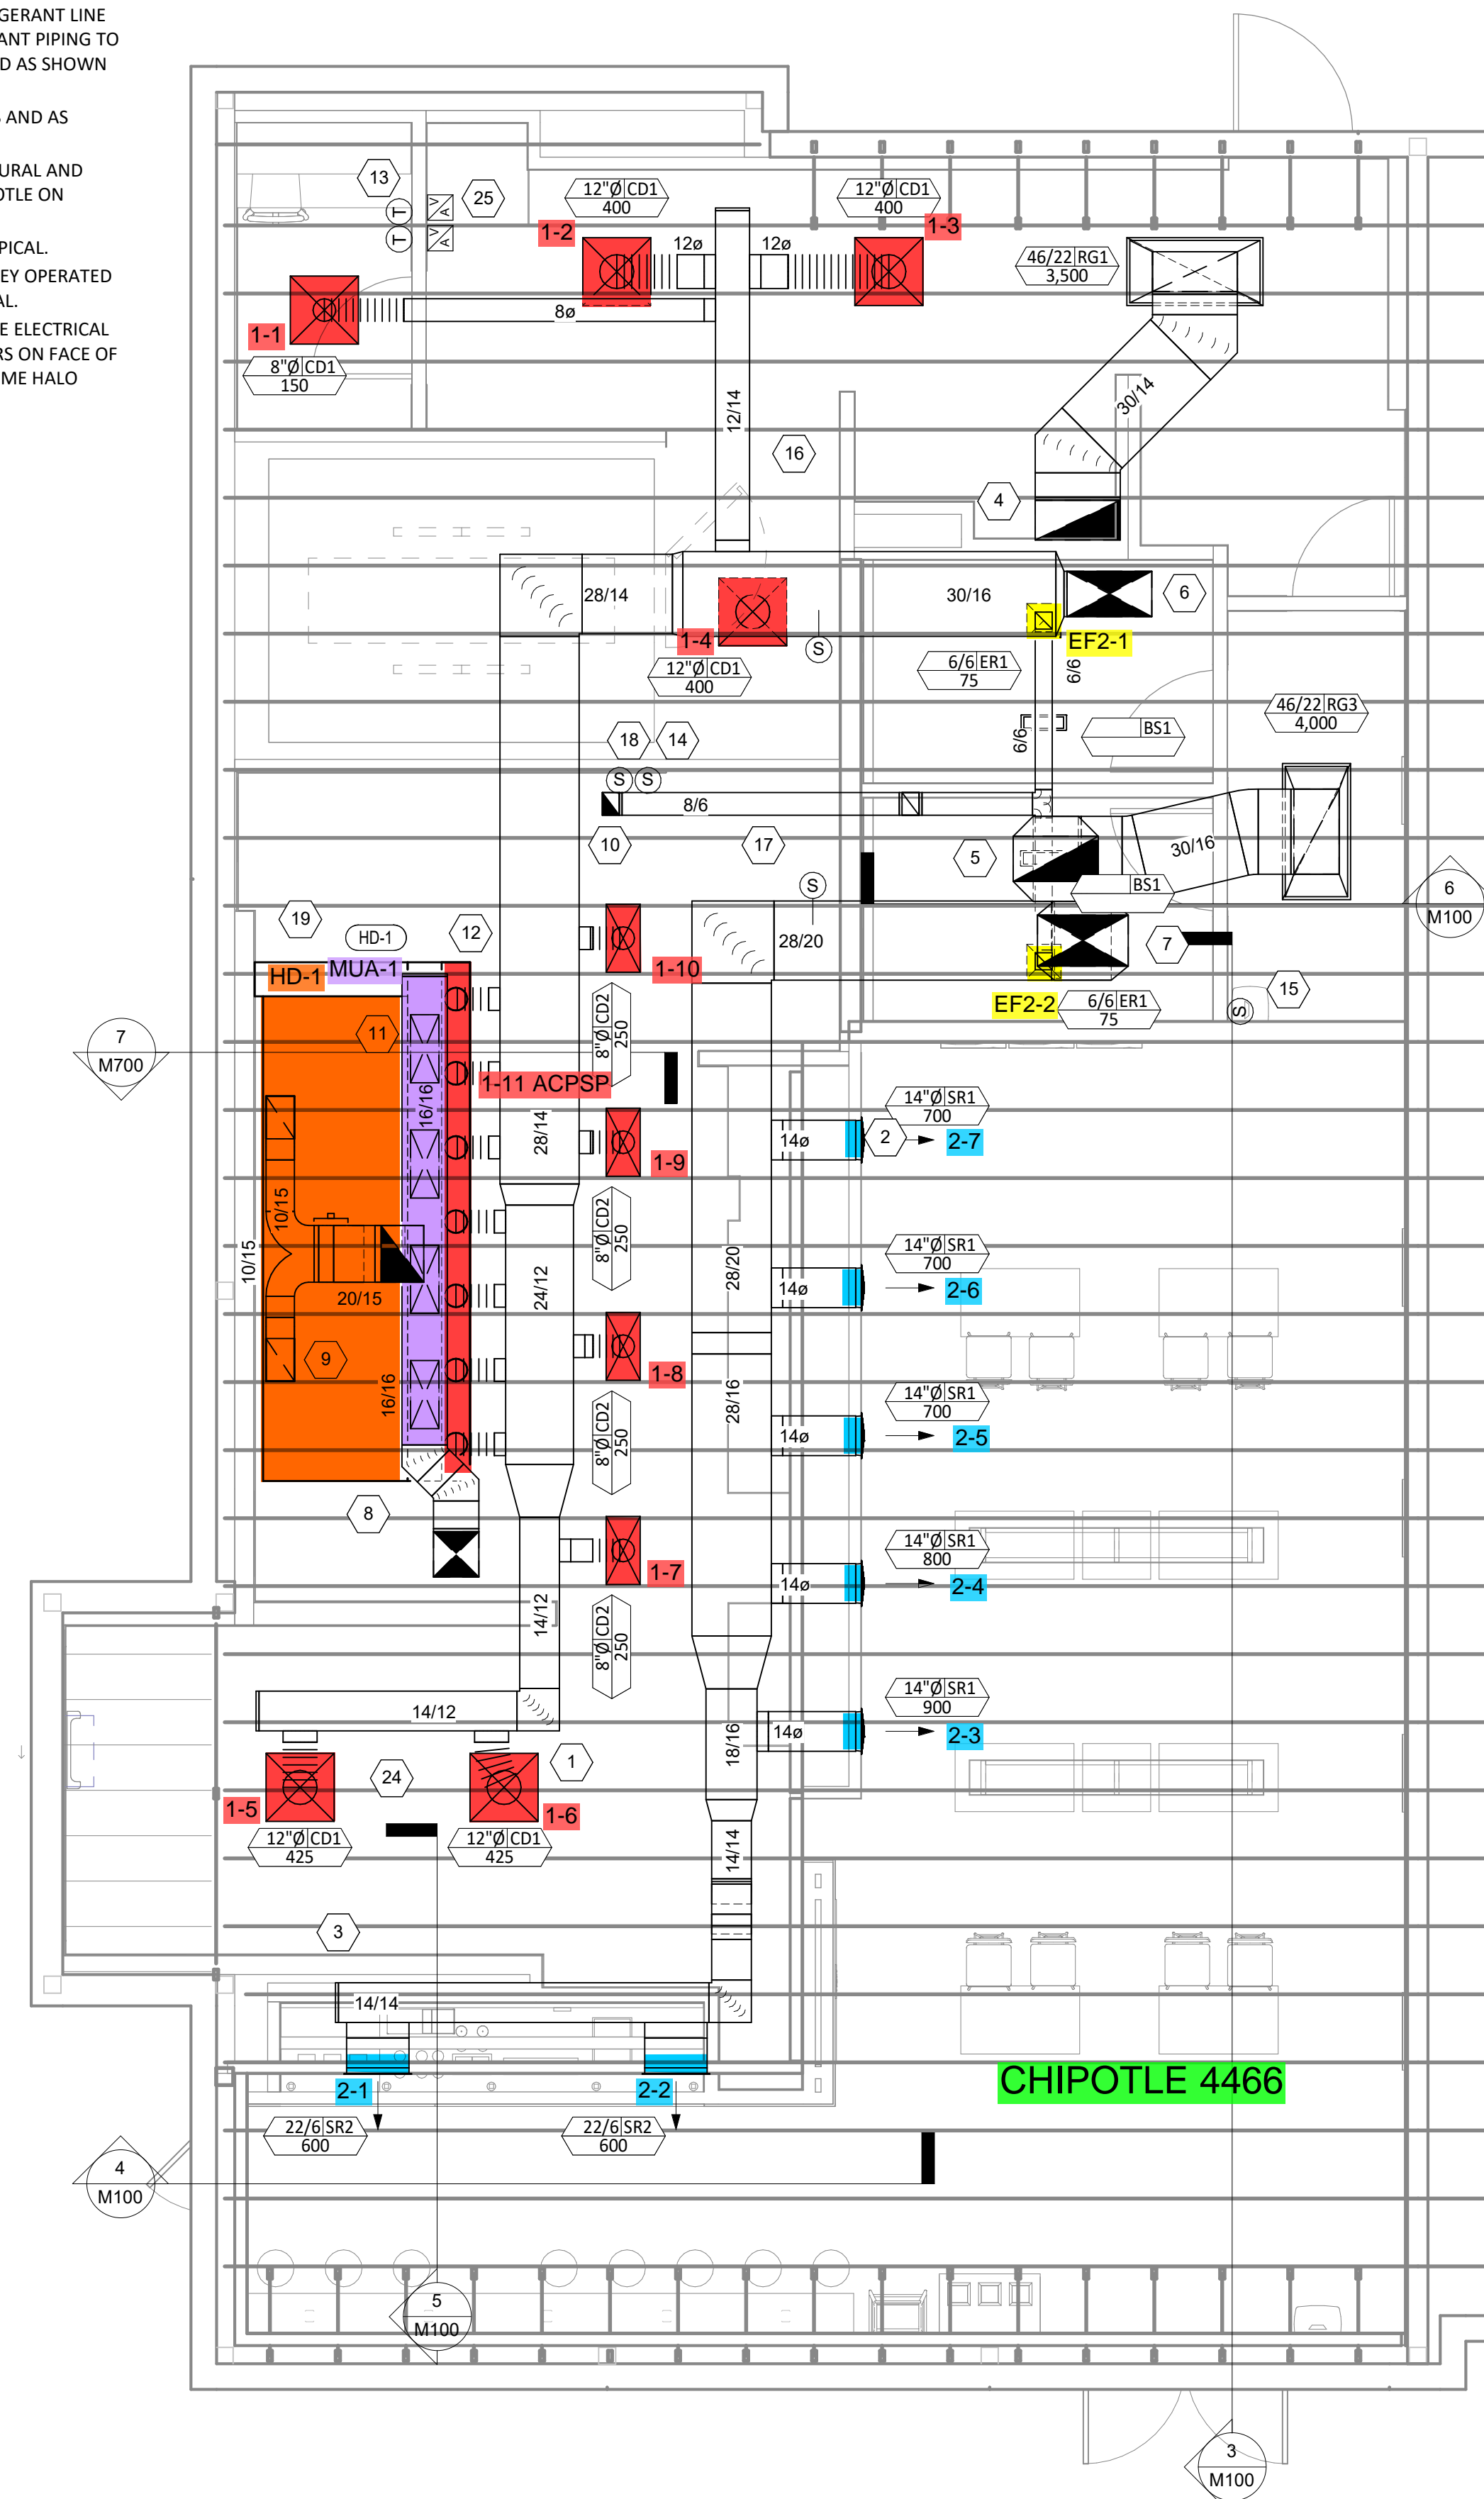 GERANT LINE
ANT PIPING TO
D AS SHOWN
AND AS
URAL AND
OTLE ON
PICAL.
EY OPERATED
AL.
E ELECTRICAL
RS ON FACE OF
ME HALO
13
T
T
V
A
V
A
25
12"Ø CD1
400
12"Ø CD1
400
1-2
1-3
12ø
12ø
46/22 RG1
3,500
8ø
1-1
8"Ø CD1
150
12/14
30/14
16
4
28/14
30/16
6
1-4
S
EF2-1
12"Ø CD1
400
6/6 ER1
75
6/6
6/6
46/22 RG3
4,000
BS1
18
14
S
S
8/6
10
17
5
30/16
S
BS1
6
M100
19
HD-1
12
28/20
7
HD-1
MUA-1
1-10
EF2-2
6/6 ER1
75
15
S
11
8"Ø CD2
250
7
M700
1-11 ACPSP
16/16
28/14
14"Ø SR1
700
14ø
2
2-7
1-9
10/15
10/15
8"Ø CD2
250
14"Ø SR1
700
28/20
14ø
2-6
20/15
24/12
9
1-8
16/16
28/16
14"Ø SR1
700
14ø
2-5
8"Ø CD2
250
8
14"Ø SR1
800
1-7
14ø
2-4
14/12
8"Ø CD2
250
14"Ø SR1
900
14/12
18/16
14ø
2-3
1
24
1-5
1-6
12"Ø CD1
425
12"Ø CD1
425
14/14
3
14/14
2-1
2-2
CHIPOTLE 4466
22/6 SR2
600
22/6 SR2
600
4
M100
5
M100
3
M100